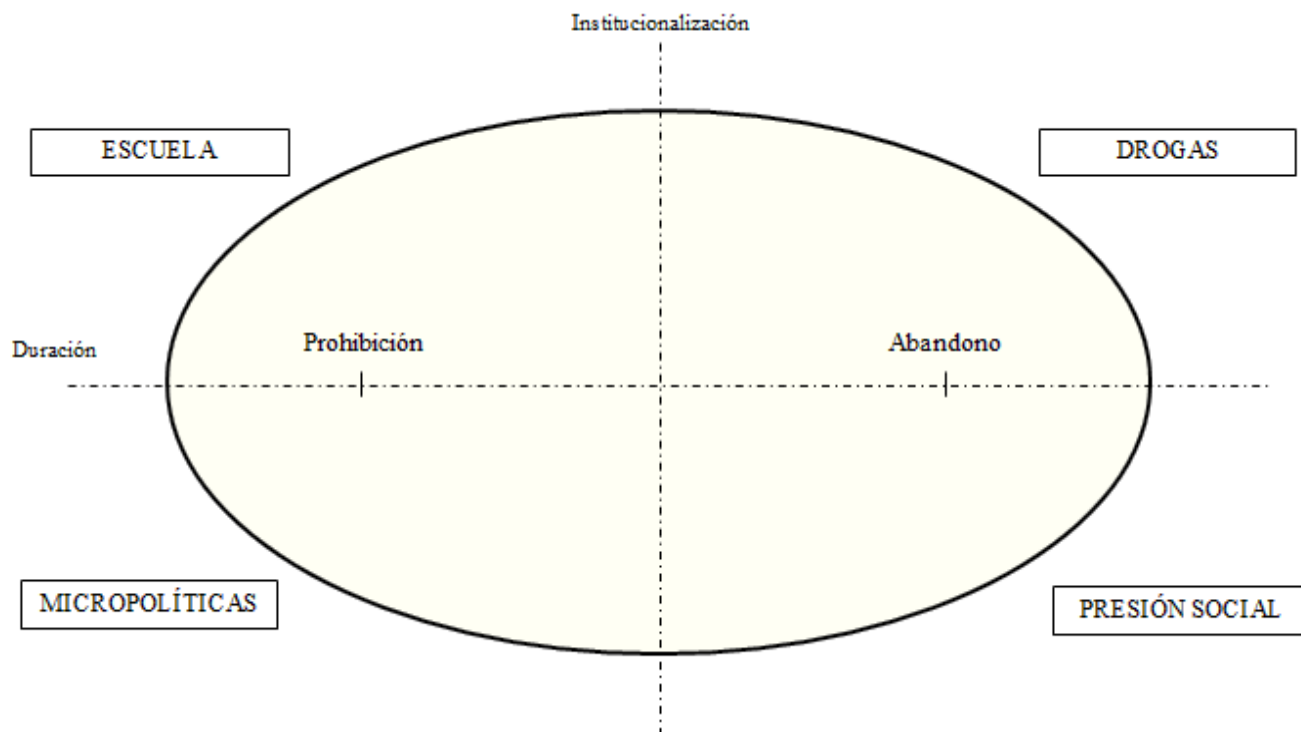 Institucionalización
ESCUELA
DROGAS
Duración
Prohibición
Abandono
MICROPOLÍTICAS
PRESIÓN SOCIAL